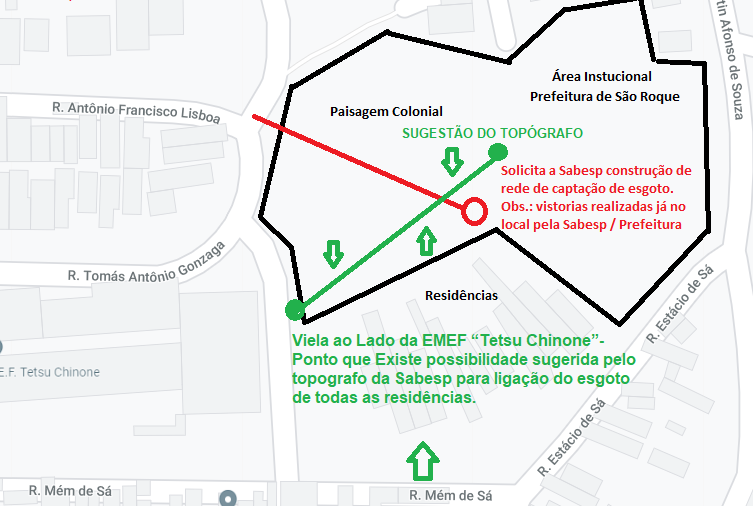 tin Afonso de Souza
Área Instucional
Prefeitura de São Roque
R. Antônio Francisco Lisboa
Paisagem Colonial
SUGESTÃO DO TOPÓGRAFO
Solicita a Sabesp construção de
rede de captação de esgoto.
Obs.: vistorias realizadas já no
local pela Sabesp / Prefeitura
R. Tomás Antônio Gonzaga
Residências
R. Estácio de Sá
Viela ao Lado da EMEF “Tetsu Chinone”-
Ponto que Existe possibilidade sugerida pelo
topografo da Sabesp para ligação do esgoto
de todas as residências.
E.F. Tetsu Chinone
R. Estácio de Sá
R. Mém de Sá
R. Mém de Sá